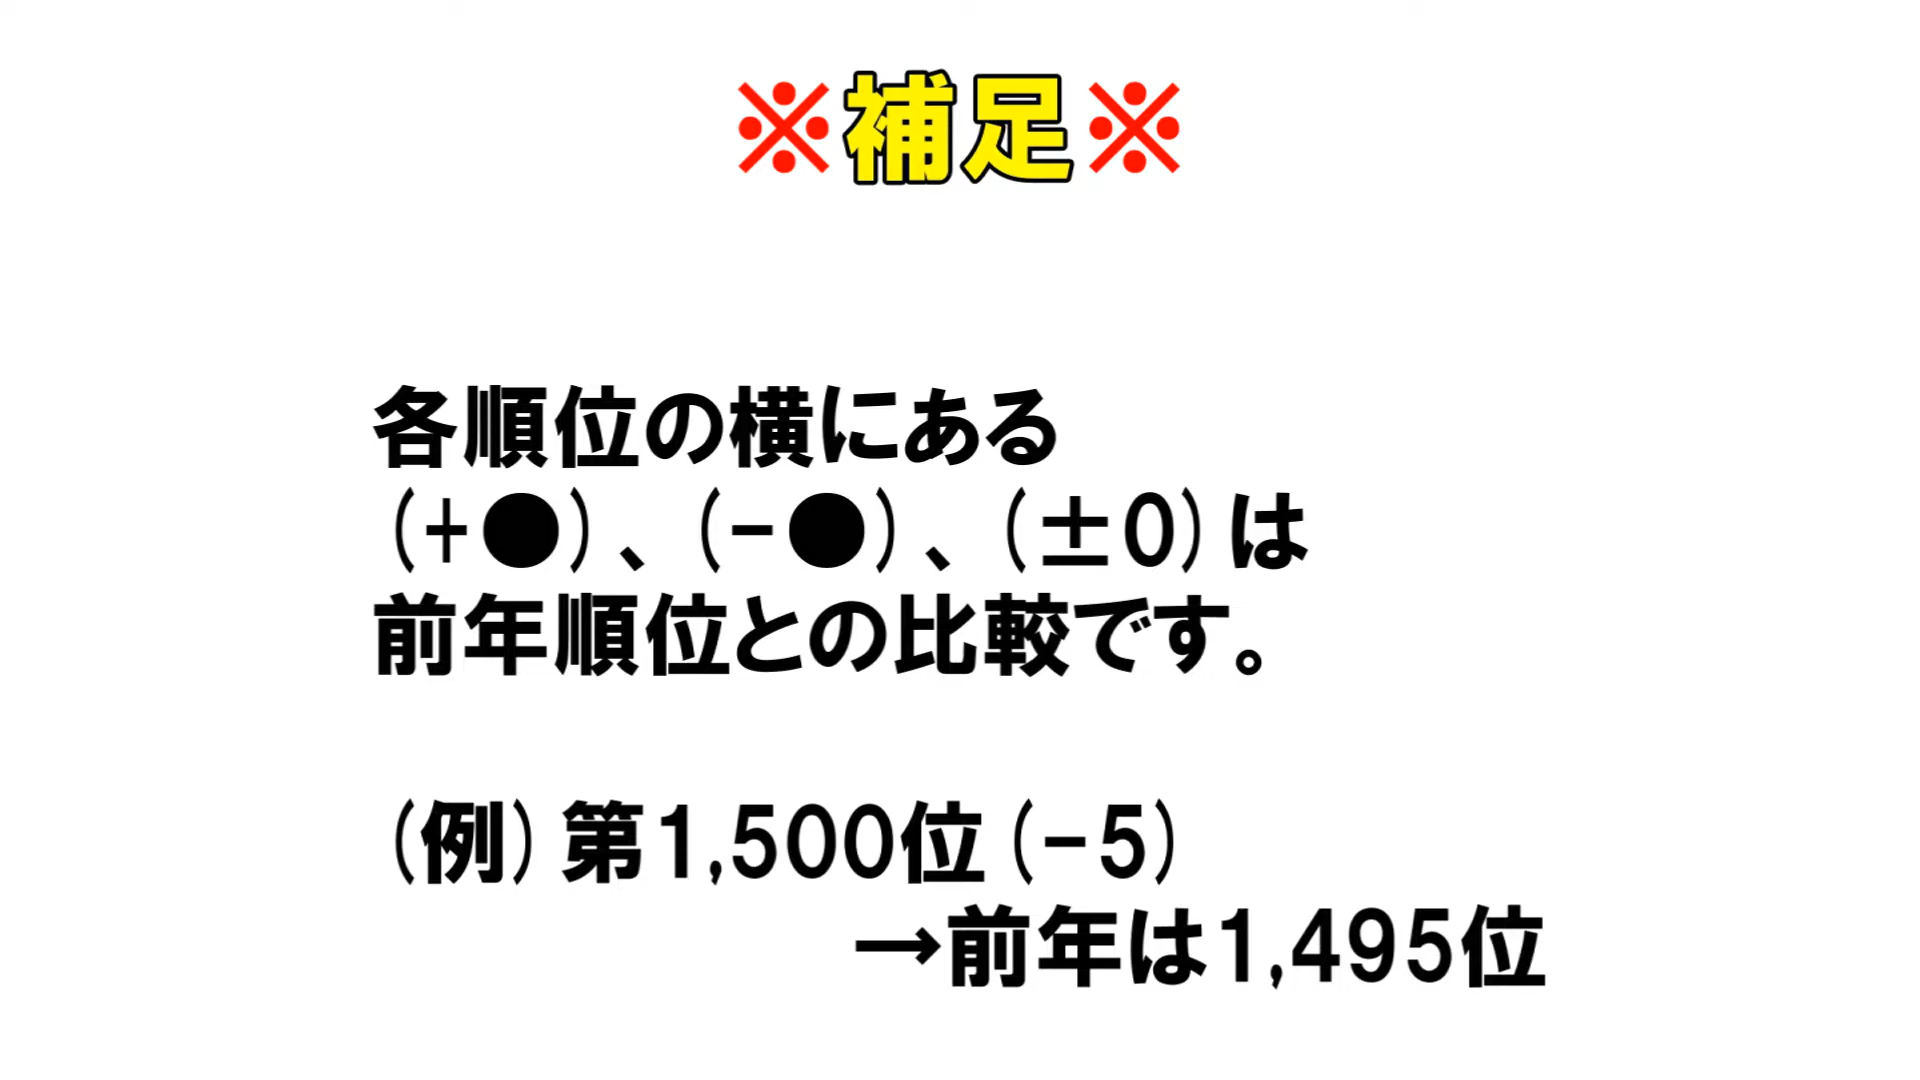 ※補足※
各順位の横にある
(+●)、(-●)、(±0)は
前年順位との比較です。
(例)第1,500位(-5)
→前年は1,495位